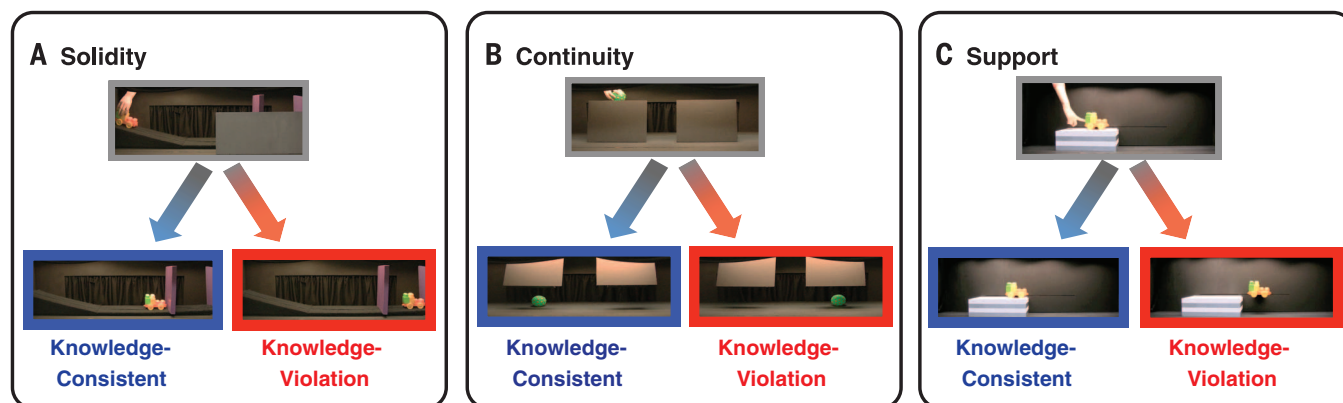 A Solidity
Knowledge-
Consistent
Knowledge-
Violation
B Continuity
Knowledge-
Consistent
Knowledge-
Violation
C Support
Knowledge-
Consistent
Knowledge-
Violation